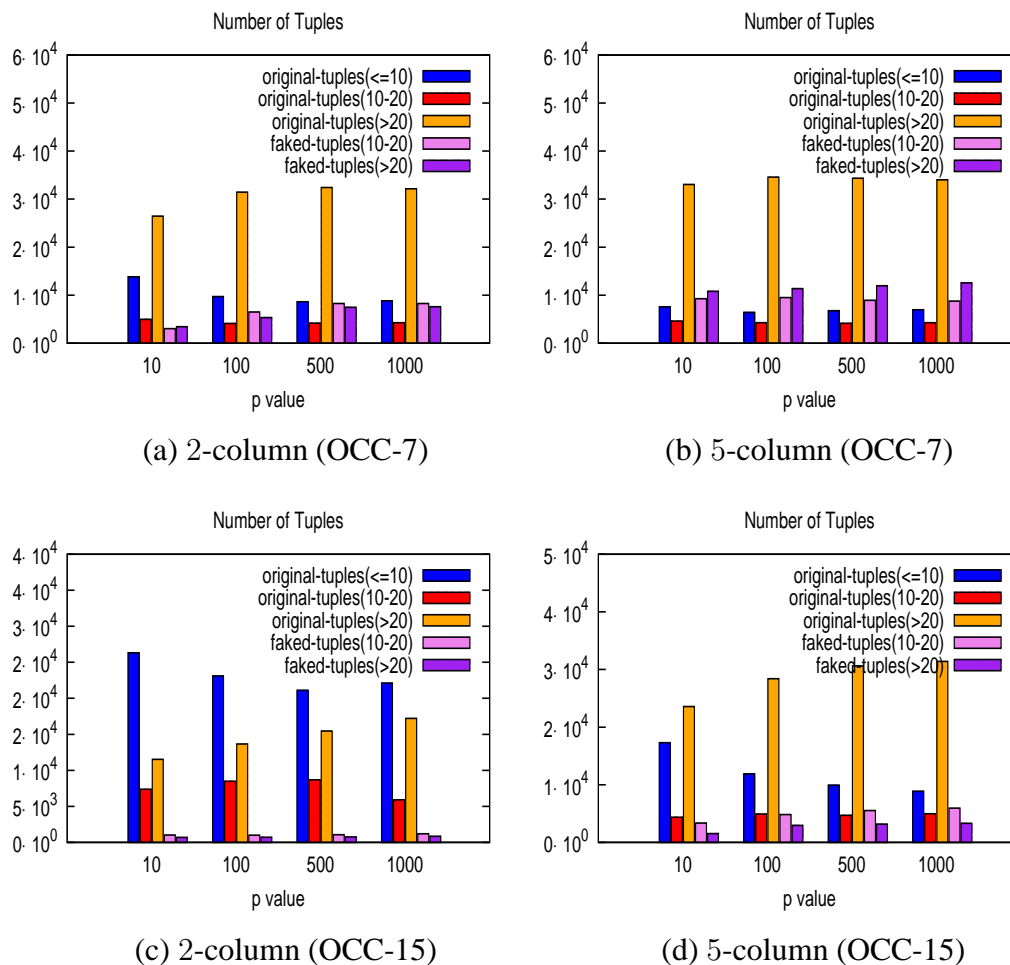 Number of Tuples
6· 10^4
5· 10^4
4· 10^4
3· 10^4
2· 10^4
1· 10^4
0· 10^0
original-tuples(<=10)
original-tuples(10-20)
original-tuples(>20)
faked-tuples(10-20)
faked-tuples(>20)
10 100 500 1000
p value
(a) 2-column (OCC-7)
Number of Tuples
6· 10^4
5· 10^4
4· 10^4
3· 10^4
2· 10^4
1· 10^4
0· 10^0
original-tuples(<=10)
original-tuples(10-20)
original-tuples(>20)
faked-tuples(10-20)
faked-tuples(>20)
10 100 500 1000
p value
(b) 5-column (OCC-7)
Number of Tuples
4· 10^4
4· 10^4
3· 10^4
2· 10^4
2· 10^4
2· 10^4
1· 10^4
5· 10^3
0· 10^0
original-tuples(<=10)
original-tuples(10-20)
original-tuples(>20)
faked-tuples(10-20)
faked-tuples(>20)
10 100 500 1000
p value
(c) 2-column (OCC-15)
Number of Tuples
5· 10^4
4· 10^4
3· 10^4
2· 10^4
1· 10^4
0· 10^0
original-tuples(<=10)
original-tuples(10-20)
original-tuples(>20)
faked-tuples(10-20)
faked-tuples(>20)
10 100 500 1000
p value
(d) 5-column (OCC-15)